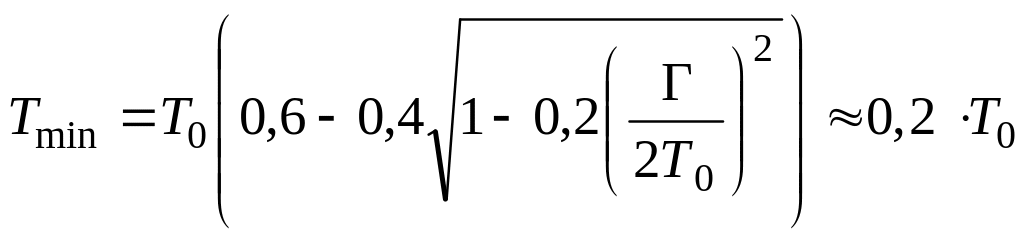 T_min = T_0 ( 0,6 - 0,4 √(1 - 0,2 (Γ / 2T_0)^2) ) ≈ 0,2 · T_0